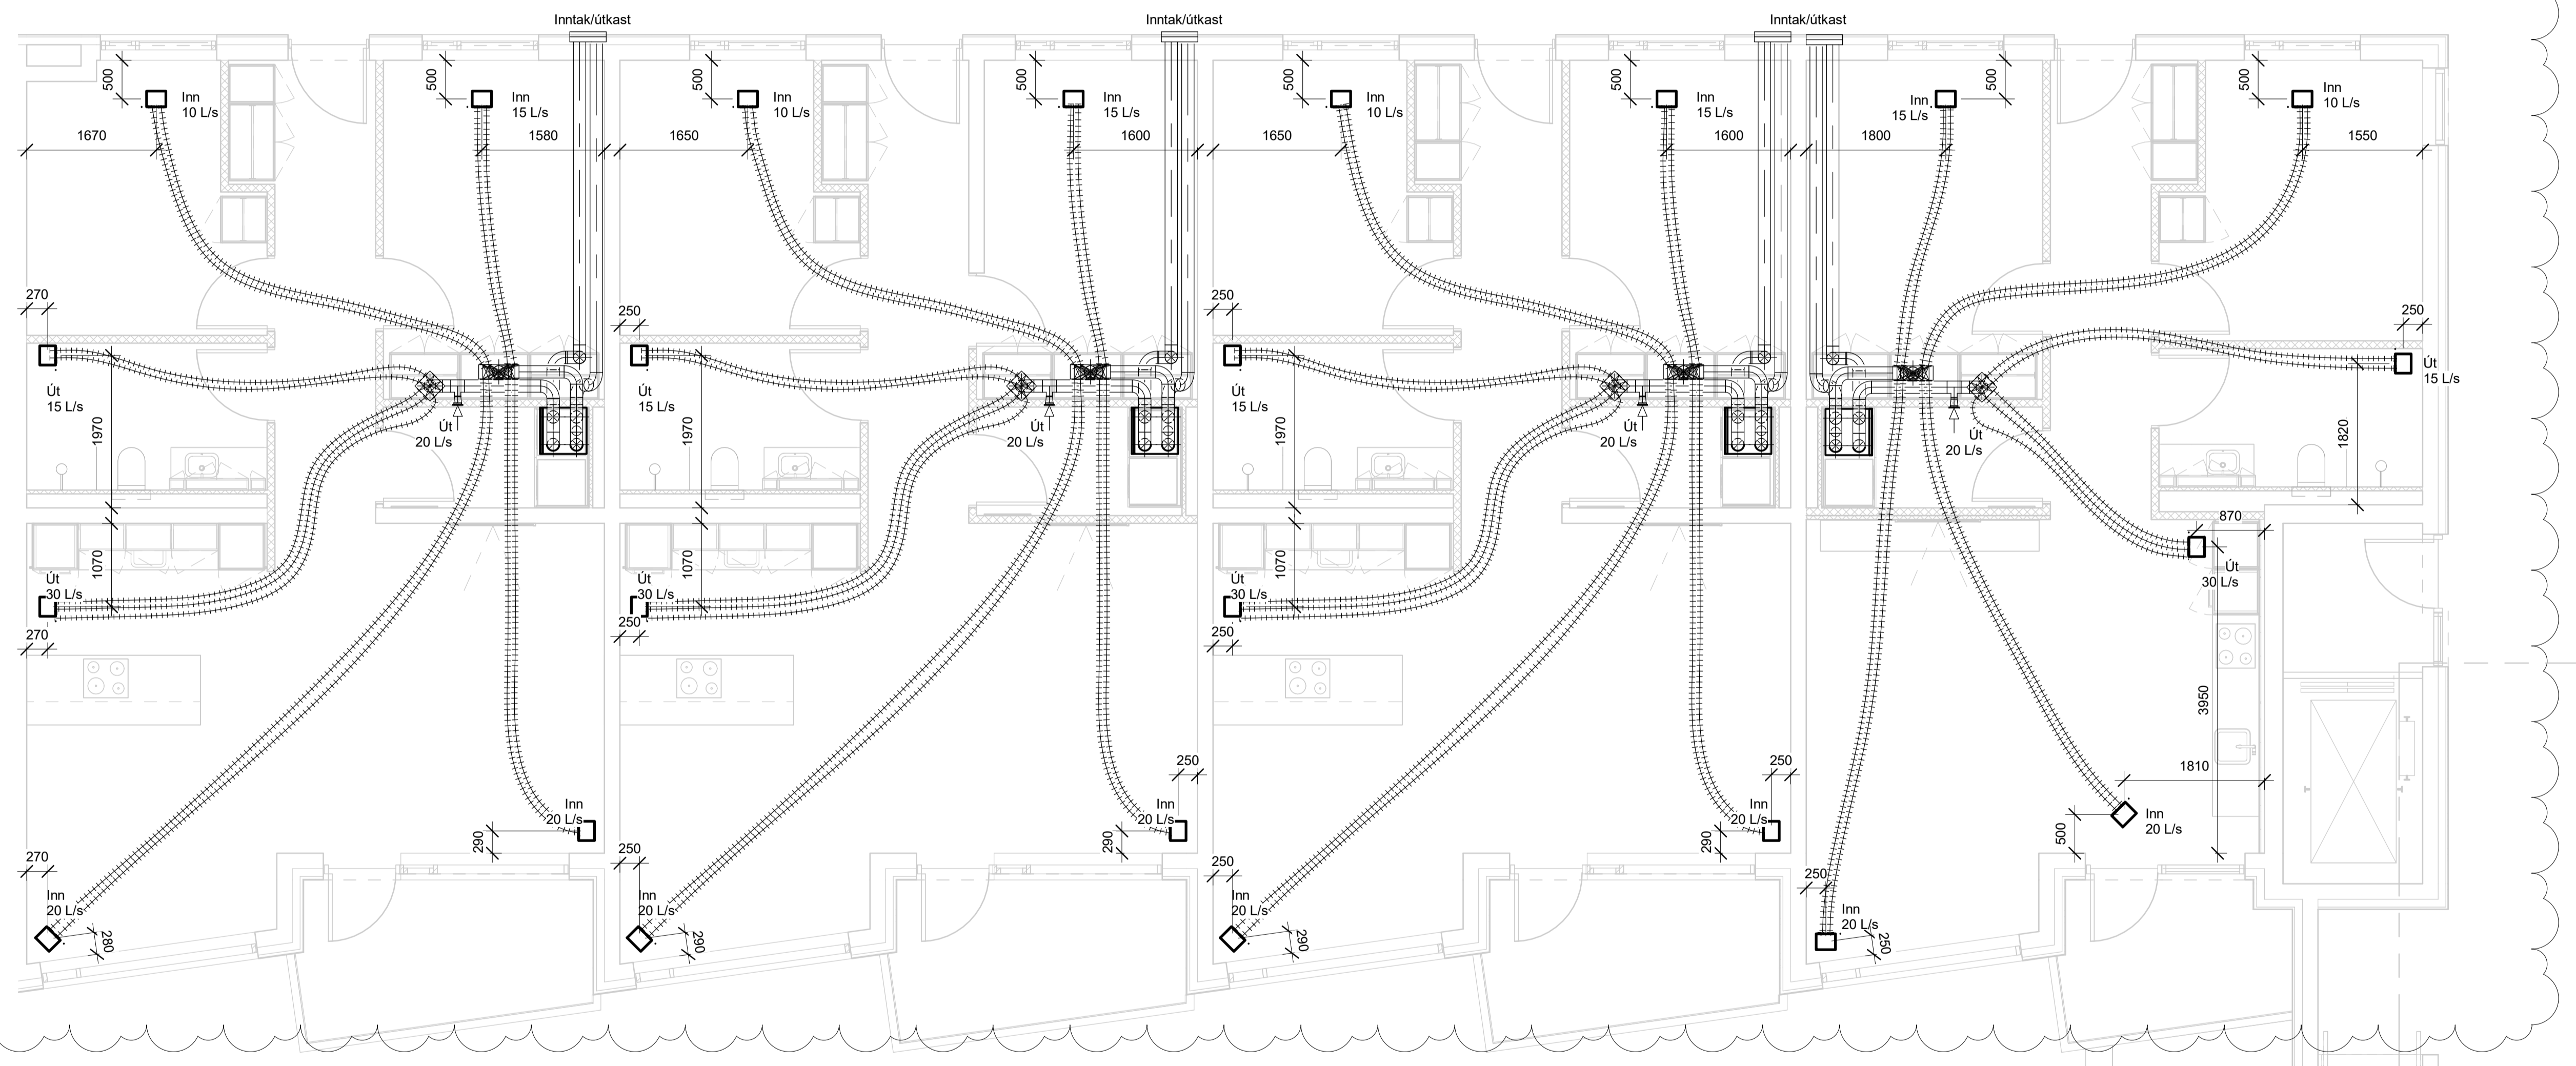 Inntak/útkast
Inntak/útkast
Inntak/útkast
500
Inn
10 L/s
500
Inn
15 L/s
500
Inn
10 L/s
500
Inn
15 L/s
500
Inn
10 L/s
500
Inn
15 L/s
Inn
15 L/s
500
500
Inn
10 L/s
1670
1580
1650
1600
1650
1600
1800
1550
270
250
250
250
Út
15 L/s
Út
20 L/s
Út
15 L/s
Út
20 L/s
Út
15 L/s
Út
20 L/s
Út
20 L/s
Út
15 L/s
1970
1970
1970
1820
870
1070
1070
1070
Út
30 L/s
Út
30 L/s
Út
30 L/s
Út
30 L/s
270
250
250
3950
250
250
1810
Inn
20 L/s
Inn
20 L/s
Inn
20 L/s
Inn
20 L/s
290
290
290
500
270
250
250
250
Inn
20 L/s
Inn
20 L/s
Inn
20 L/s
Inn
20 L/s
280
290
290
250